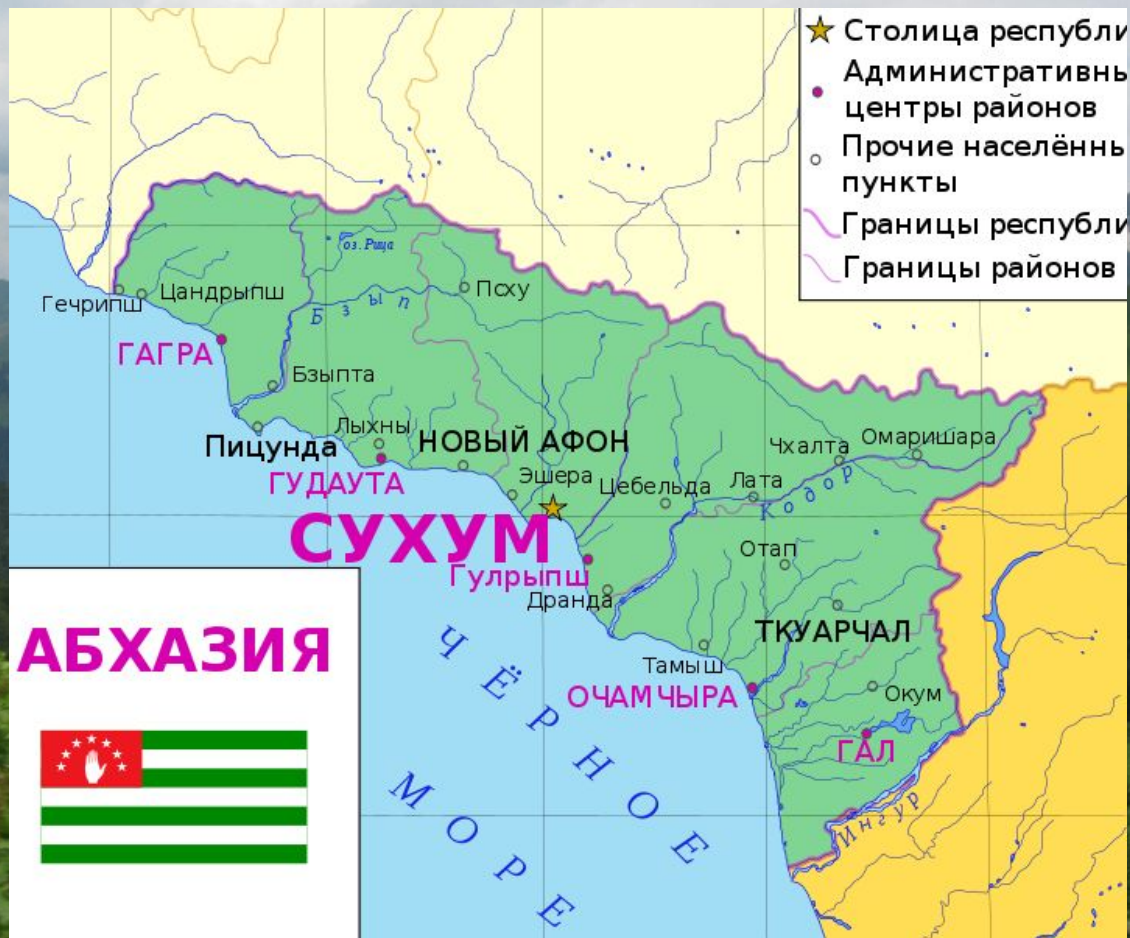 Столица республи
Административнь
центры районов
Прочие населённь
пункты
Границы республи
Границы районов
оз. Рица
Гечрипш
Цандрыпш
Псху
Бзып
ГАГРА
Бзыпта
Пицунда
Лыхны
НОВЫЙ АФОН
ГУДАУТА
Эшера
Цебельда
Лата
Чхалта
Омаришара
Кодор
СУХУМ
Гулрыпш
Дранда
Отап
ТКУАРЧАЛ
Тамыш
ОЧАМЧЫРА
Окум
ГАЛ
Ингур
ЧЁРНОЕ
МОРЕ
АБХАЗИЯ